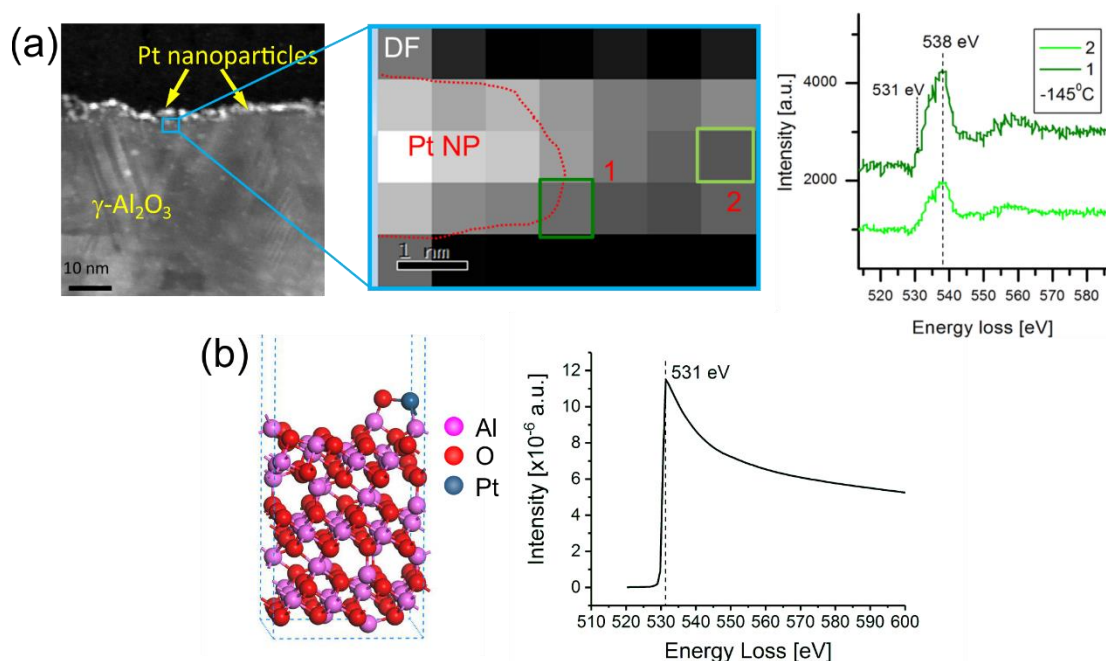 (a)
Pt nanoparticles
γ-Al2O3
10 nm
DF
Pt NP
1
2
1 nm
538 eV
531 eV
2
1
-145⁰C
4000
2000
Intensity [a.u.]
520 530 540 550 560 570 580
Energy loss [eV]
(b)
Al
O
Pt
531 eV
12
10
8
6
4
2
0
Intensity [x10⁻⁶ a.u.]
510 520 530 540 550 560 570 580 590 600
Energy Loss [eV]